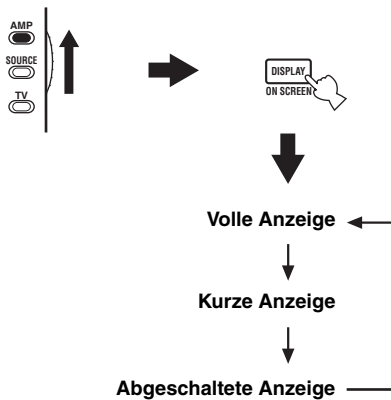 AMP
SOURCE
TV
DISPLAY
ON SCREEN
Volle Anzeige
Kurze Anzeige
Abgeschaltete Anzeige